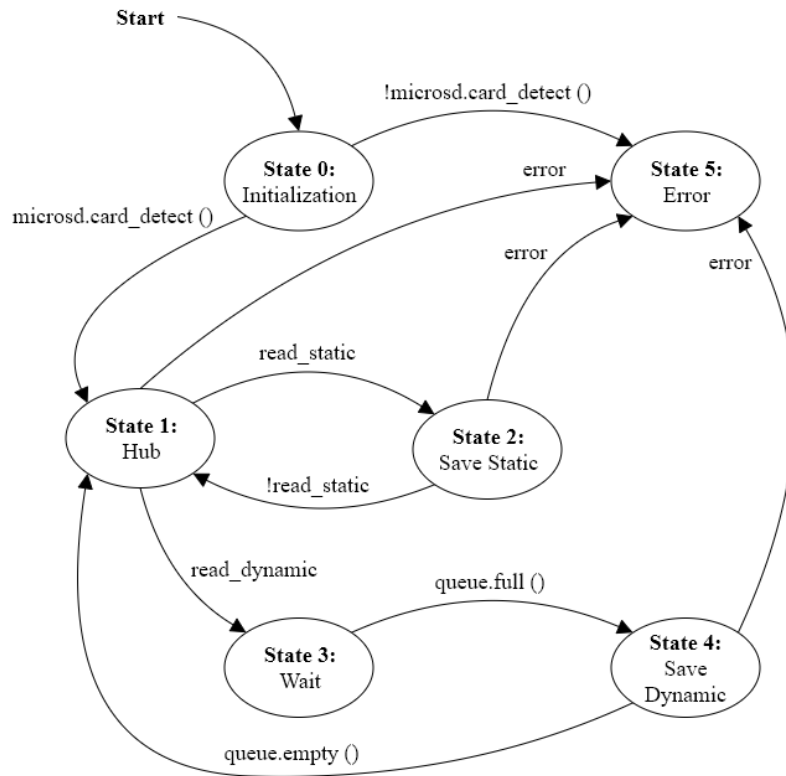 Start
!microsd.card_detect ()
State 0:
Initialization
State 5:
Error
error
microsd.card_detect ()
error
error
read_static
State 1:
Hub
State 2:
Save Static
!read_static
read_dynamic
queue.full ()
State 3:
Wait
State 4:
Save
Dynamic
queue.empty ()